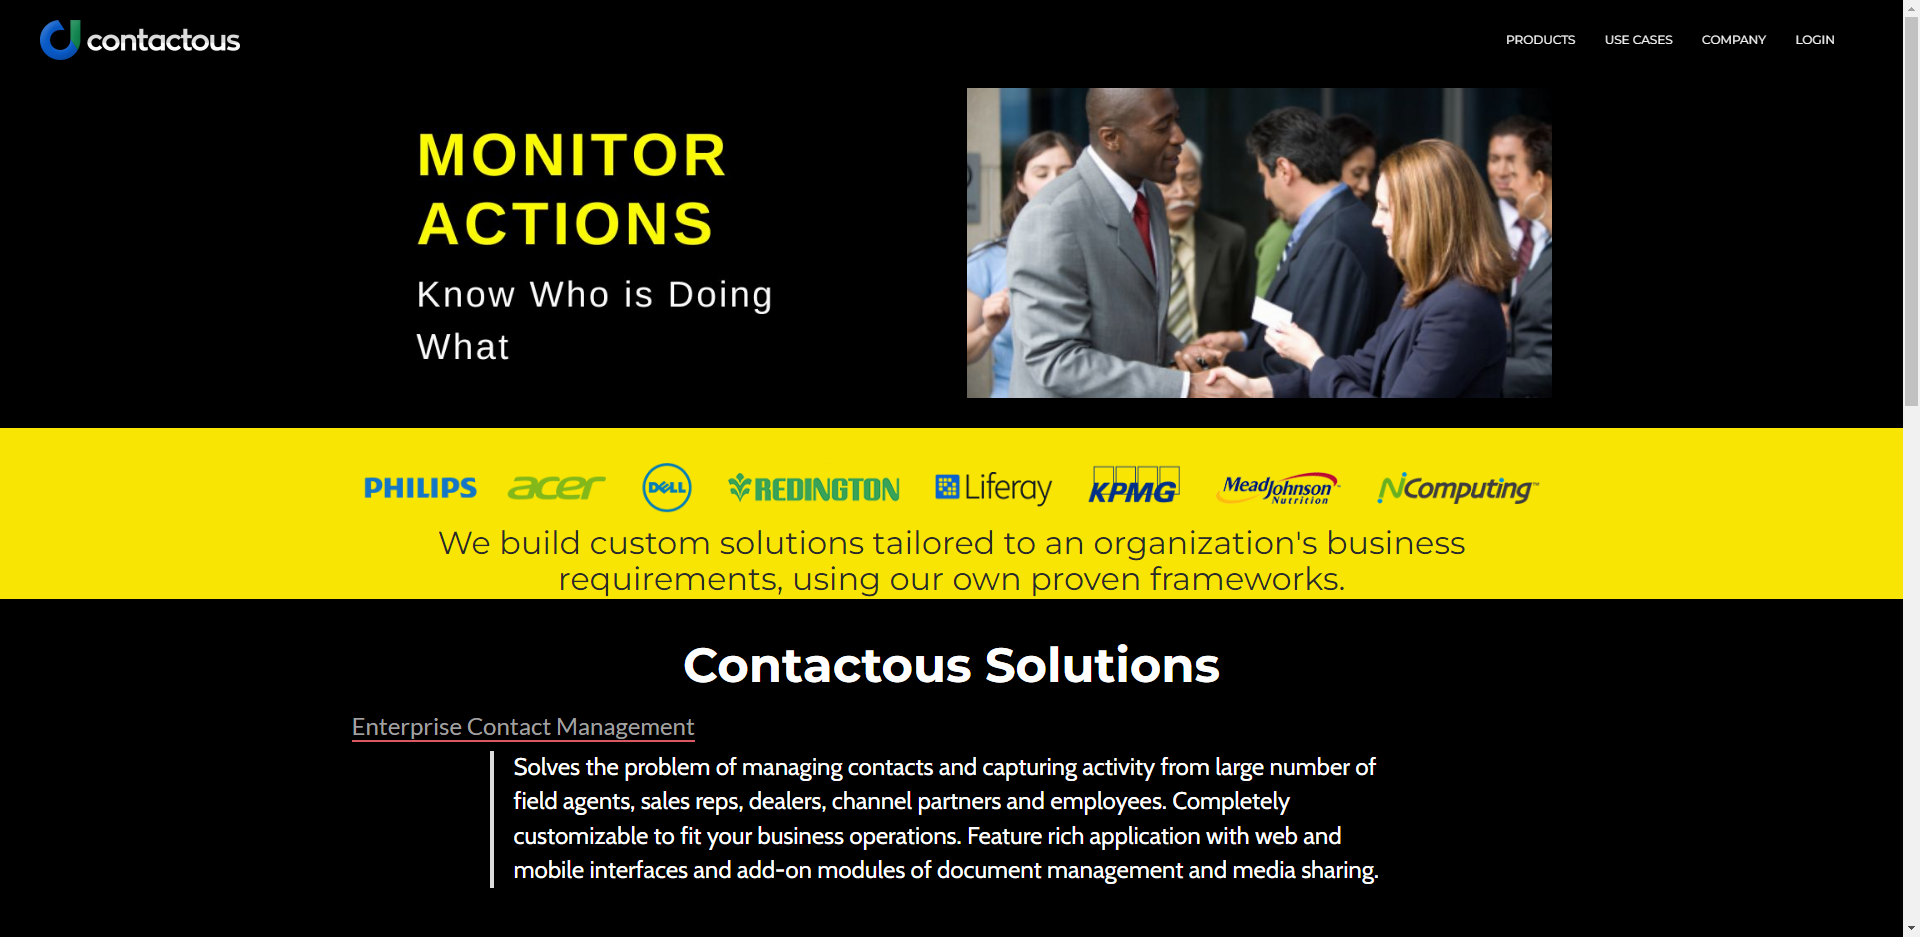 contactous
PRODUCTS USE CASES COMPANY LOGIN
MONITOR
ACTIONS
Know Who is Doing
What
PHILIPS acer DELL REDINGTON Liferay KPMG MeadJohnson Nutrition NComputing™
We build custom solutions tailored to an organization's business
requirements, using our own proven frameworks.
Contactous Solutions
Enterprise Contact Management
Solves the problem of managing contacts and capturing activity from large number of
field agents, sales reps, dealers, channel partners and employees. Completely
customizable to fit your business operations. Feature rich application with web and
mobile interfaces and add-on modules of document management and media sharing.